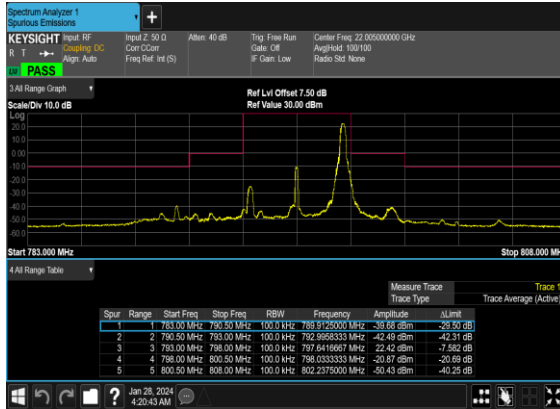 Spectrum Analyzer 1
Spurious Emissions
KEYSIGHT Input: RF Input Z: 50 Ω Atten: 40 dB Trig: Free Run Center Freq: 22.005000000 GHz
R T Coupling: DC Corr CCorr Gate: Off Avg|Hold: 100/100
Align: Auto Freq Ref: Int (S) IF Gain: Low Radio Std: None
PASS
3 All Range Graph
Ref Lvl Offset 7.50 dB
Scale/Div 10.0 dB Ref Value 30.00 dBm
Log
20.0
10.0
0.00
-10.0
-20.0
-30.0
-40.0
-50.0
-60.0
Start 783.000 MHz Stop 808.000 MH
4 All Range Table
Measure Trace Trace 1
Trace Type Trace Average (Active)
Spur Range Start Freq Stop Freq RBW Frequency Amplitude ΔLimit
1 1 783.00 MHz 790.50 MHz 100.0 kHz 789.9125000 MHz -39.68 dBm -29.50 dB
2 2 790.50 MHz 793.00 MHz 100.0 kHz 792.9958333 MHz -42.49 dBm -42.31 dB
3 3 793.00 MHz 798.00 MHz 100.0 kHz 797.6416667 MHz 22.42 dBm -7.582 dB
4 4 798.00 MHz 800.50 MHz 100.0 kHz 798.0333333 MHz -20.87 dBm -20.69 dB
5 5 800.50 MHz 808.00 MHz 100.0 kHz 802.2375000 MHz -50.43 dBm -40.25 dB
Jan 28, 2024
4:20:43 AM